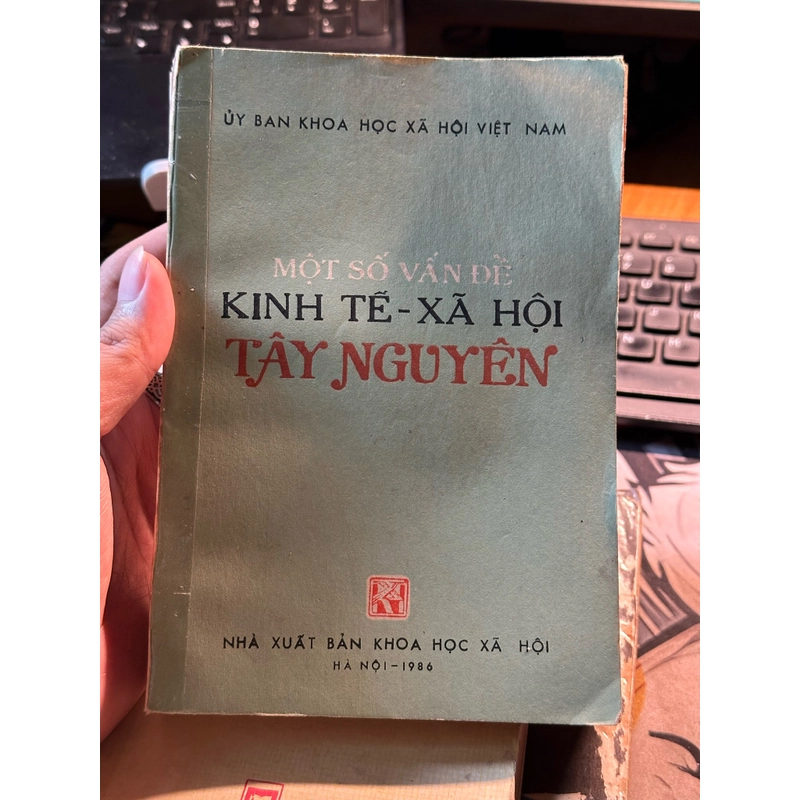 ỦY BAN KHOA HỌC XÃ HỘI VIỆT NAM
MỘT SỐ VẤN ĐỀ
KINH TẾ - XÃ HỘI
TÂY NGUYÊN
NHÀ XUẤT BẢN KHOA HỌC XÃ HỘI
HÀ NỘI - 1986